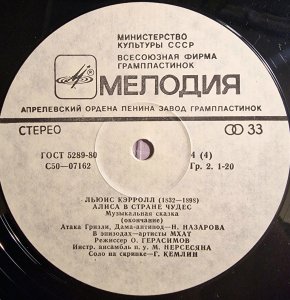 МИНИСТЕРСТВО
КУЛЬТУРЫ СССР
ВСЕСОЮЗНАЯ ФИРМА
ГРАМПЛАСТИНОК
МЕЛОДИЯ
АПРЕЛЕВСКИЙ ОРДЕНА ЛЕНИНА ЗАВОД ГРАМПЛАСТИНОК
СТЕРЕО 33
ГОСТ 5289-80 4 (4)
С50—07162 Гр. 2. 1-20
ЛЬЮИС КЭРРОЛЛ (1832—1898)
АЛИСА В СТРАНЕ ЧУДЕС
Музыкальная сказка
(окончание)
Атака Гризли, Дама-антипод—Н. НАЗАРОВА
В эпизодах—артисты МХАТ
Режиссер О. ГЕРАСИМОВ
Инстр. ансамбль п/у М. НЕРСЕСЯНА
Соло на скрипке—Г. КЕМЛИН